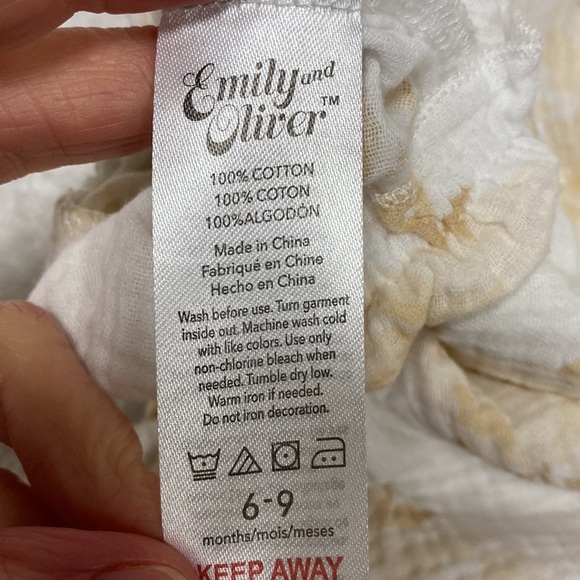 Emily and
Oliver™
100% COTTON
100% COTON
100%ALGODÓN
Made in China
Fabriqué en Chine
Hecho en China
Wash before use. Turn garment
inside out. Machine wash cold
with like colors. Use only
non-chlorine bleach when
needed. Tumble dry low.
Warm iron if needed.
Do not iron decoration.
6-9
months/mois/meses
KEEP AWAY